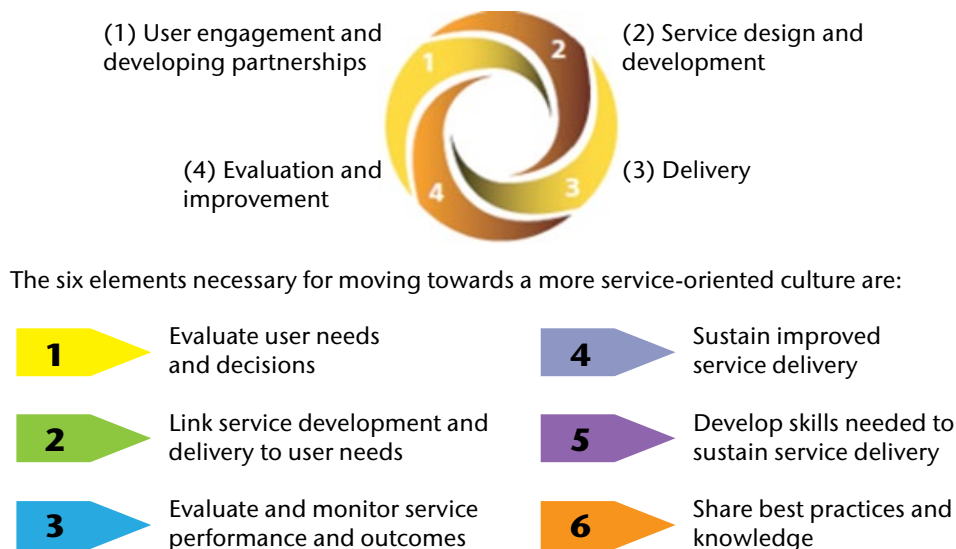 (1) User engagement and
developing partnerships
1
2
(2) Service design and
development
(4) Evaluation and
improvement
4
3
(3) Delivery
The six elements necessary for moving towards a more service-oriented culture are:
1
Evaluate user needs
and decisions
2
Link service development and
delivery to user needs
3
Evaluate and monitor service
performance and outcomes
4
Sustain improved
service delivery
5
Develop skills needed to
sustain service delivery
6
Share best practices and
knowledge